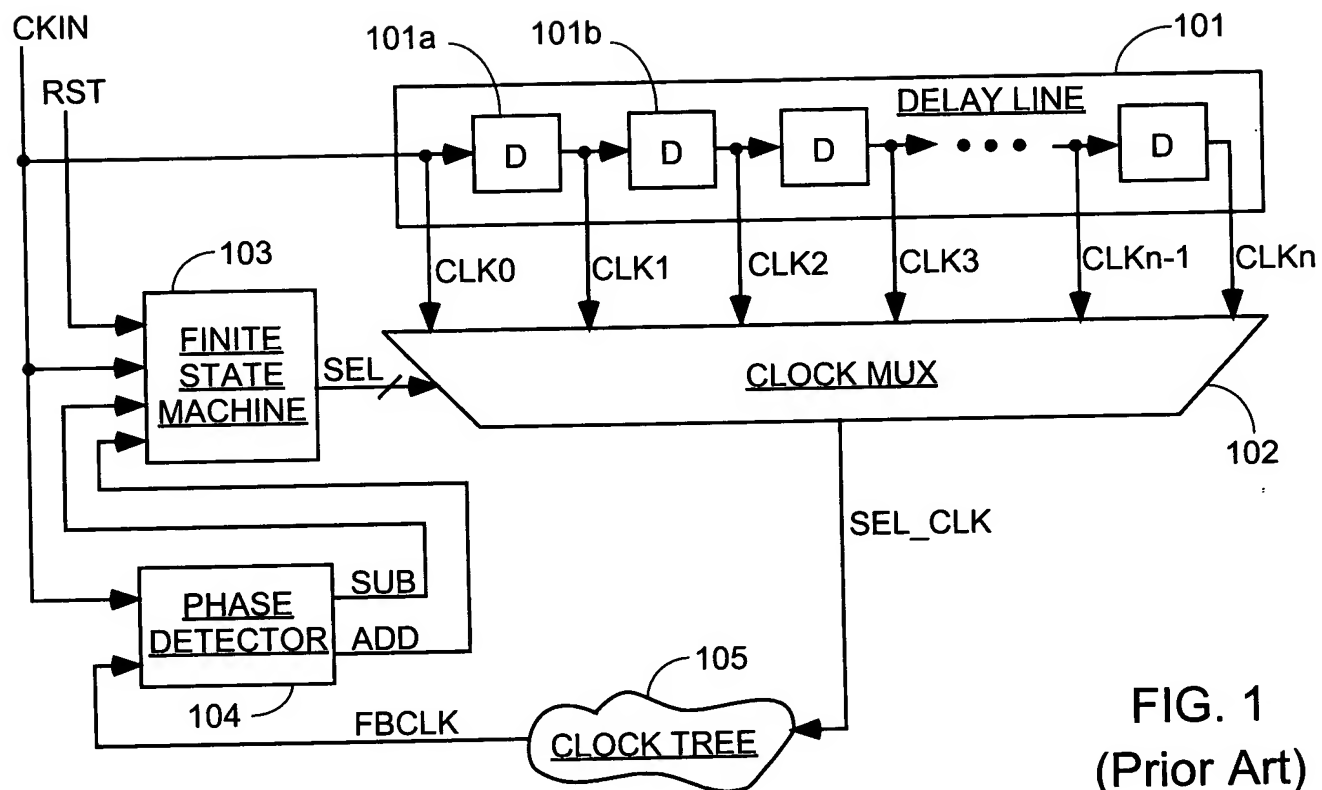 CKIN
RST
101a
101b
101
DELAY LINE
D
D
D
D
CLK0
CLK1
CLK2
CLK3
CLKn-1
CLKn
103
FINITE
STATE
MACHINE
SEL
CLOCK MUX
102
SEL_CLK
PHASE
DETECTOR
SUB
ADD
104
FBCLK
105
CLOCK TREE
FIG. 1
(Prior Art)